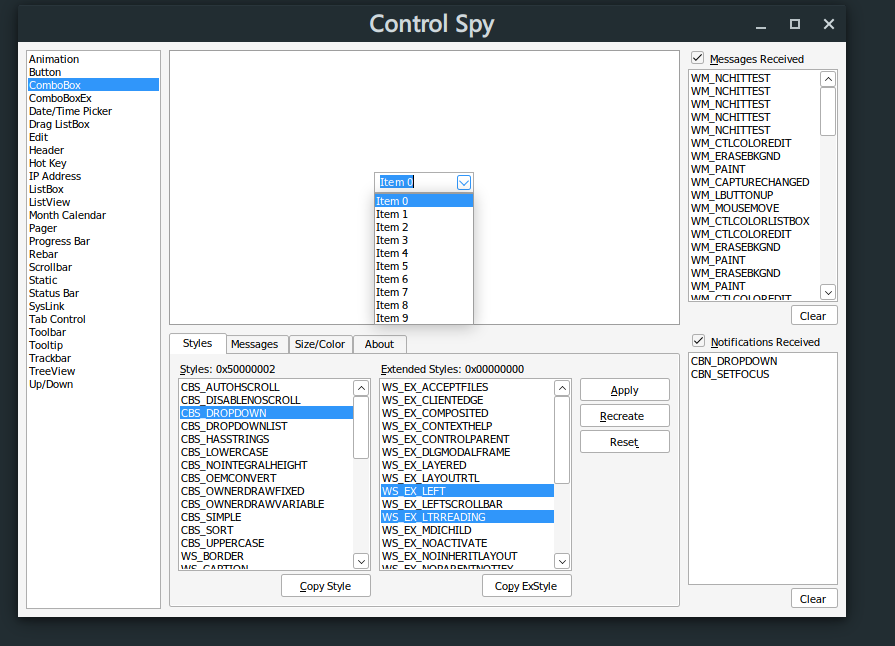 Control Spy
Animation
Button
ComboBox
ComboBoxEx
Date/Time Picker
Drag ListBox
Edit
Header
Hot Key
IP Address
ListBox
ListView
Month Calendar
Pager
Progress Bar
Rebar
Scrollbar
Static
Status Bar
SysLink
Tab Control
Toolbar
Tooltip
Trackbar
TreeView
Up/Down
Item 0
Item 0
Item 1
Item 2
Item 3
Item 4
Item 5
Item 6
Item 7
Item 8
Item 9
Styles Messages Size/Color About
Styles: 0x50000002
CBS_AUTOHSCROLL
CBS_DISABLENOSCROLL
CBS_DROPDOWN
CBS_DROPDOWNLIST
CBS_HASSTRINGS
CBS_LOWERCASE
CBS_NOINTEGRALHEIGHT
CBS_OEMCONVERT
CBS_OWNERDRAWFIXED
CBS_OWNERDRAWVARIABLE
CBS_SIMPLE
CBS_SORT
CBS_UPPERCASE
WS_BORDER
WS_CAPTION
Copy Style
Extended Styles: 0x00000000
WS_EX_ACCEPTFILES
WS_EX_CLIENTEDGE
WS_EX_COMPOSITED
WS_EX_CONTEXTHELP
WS_EX_CONTROLPARENT
WS_EX_DLGMODALFRAME
WS_EX_LAYERED
WS_EX_LAYOUTRTL
WS_EX_LEFT
WS_EX_LEFTSCROLLBAR
WS_EX_LTRREADING
WS_EX_MDICHILD
WS_EX_NOACTIVATE
WS_EX_NOINHERITLAYOUT
WS_EX_NOPARENTNOTIFY
Copy ExStyle
Apply
Recreate
Reset
Messages Received
WM_NCHITTEST
WM_NCHITTEST
WM_NCHITTEST
WM_NCHITTEST
WM_NCHITTEST
WM_CTLCOLOREDIT
WM_ERASEBKGND
WM_PAINT
WM_CAPTURECHANGED
WM_LBUTTONUP
WM_MOUSEMOVE
WM_CTLCOLORLISTBOX
WM_CTLCOLOREDIT
WM_ERASEBKGND
WM_PAINT
WM_ERASEBKGND
WM_PAINT
WM_CTLCOLOREDIT
Clear
Notifications Received
CBN_DROPDOWN
CBN_SETFOCUS
Clear